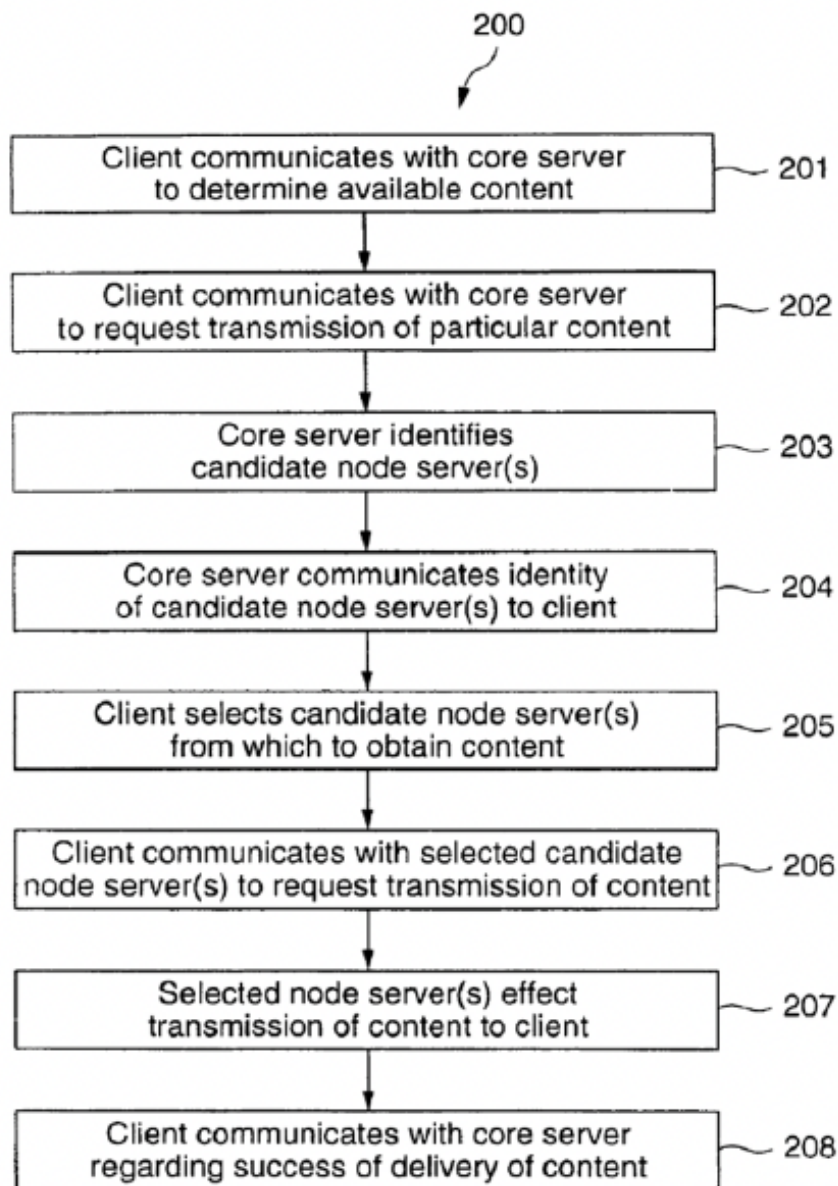 200
Client communicates with core server
to determine available content
201
Client communicates with core server
to request transmission of particular content
202
Core server identifies
candidate node server(s)
203
Core server communicates identity
of candidate node server(s) to client
204
Client selects candidate node server(s)
from which to obtain content
205
Client communicates with selected candidate
node server(s) to request transmission of content
206
Selected node server(s) effect
transmission of content to client
207
Client communicates with core server
regarding success of delivery of content
208